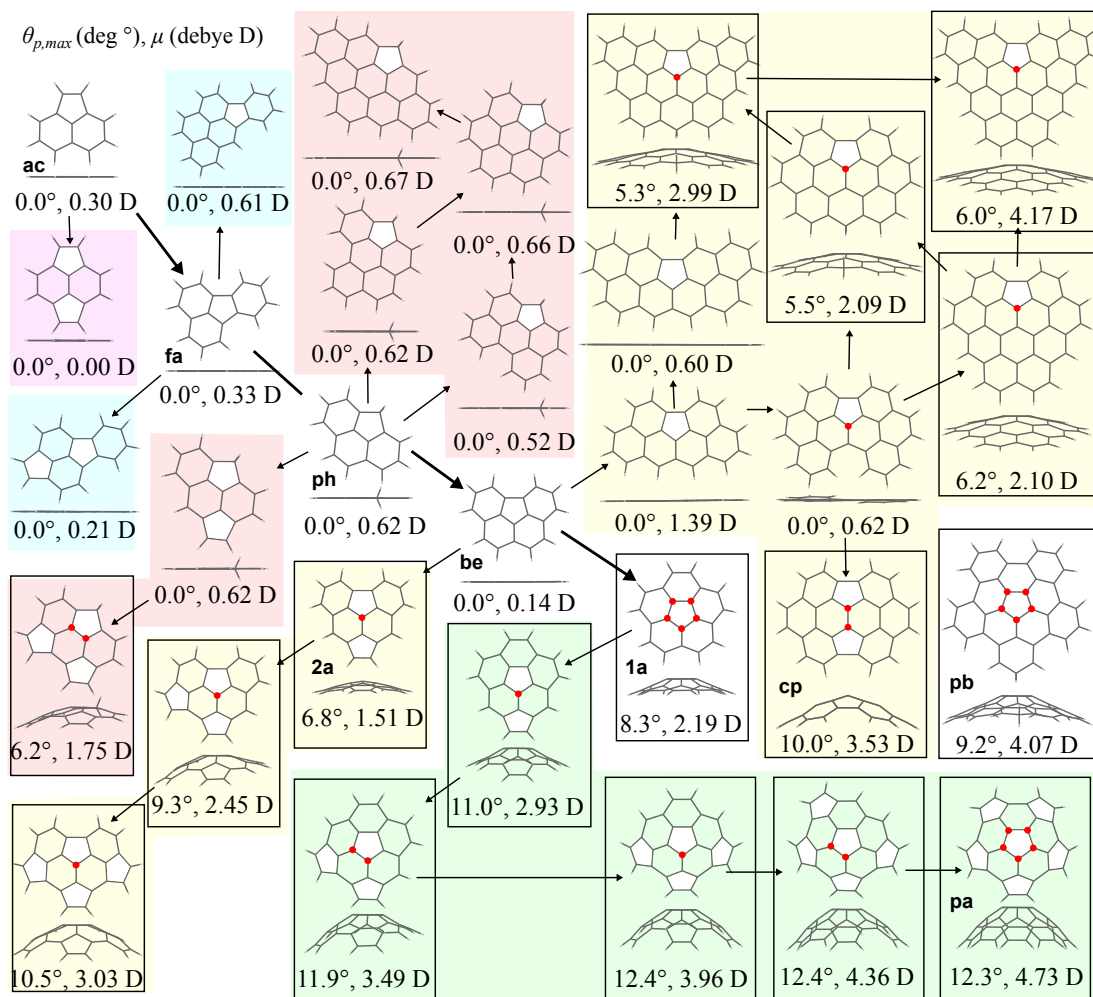 θp,max (deg °), μ (debye D)
ac
0.0°, 0.30 D
0.0°, 0.61 D
0.0°, 0.67 D
0.0°, 0.66 D
5.3°, 2.99 D
6.0°, 4.17 D
0.0°, 0.00 D
fa
0.0°, 0.33 D
0.0°, 0.62 D
0.0°, 0.52 D
0.0°, 0.60 D
5.5°, 2.09 D
6.2°, 2.10 D
0.0°, 0.21 D
ph
0.0°, 0.62 D
0.0°, 1.39 D
0.0°, 0.62 D
0.0°, 0.62 D
be
0.0°, 0.14 D
6.2°, 1.75 D
9.3°, 2.45 D
2a
6.8°, 1.51 D
11.0°, 2.93 D
1a
8.3°, 2.19 D
cp
10.0°, 3.53 D
pb
9.2°, 4.07 D
10.5°, 3.03 D
11.9°, 3.49 D
12.4°, 3.96 D
12.4°, 4.36 D
pa
12.3°, 4.73 D